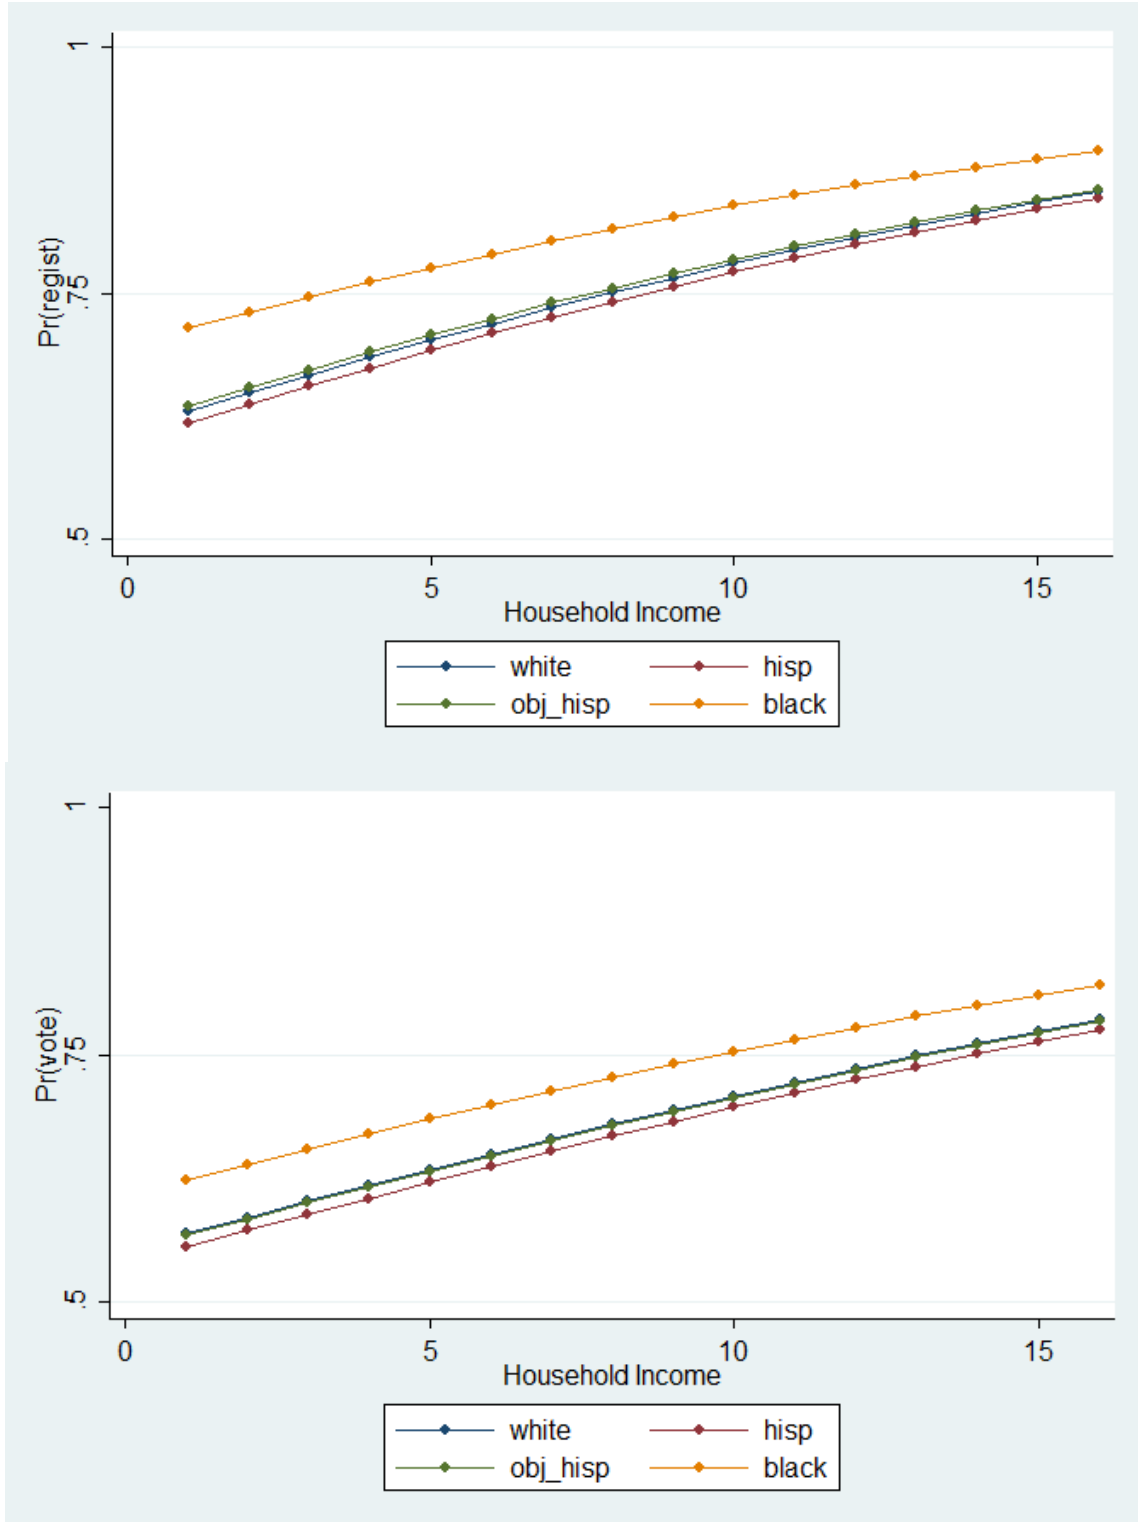 1
.75
.5
Pr(regist)
0 5 10 15
Household Income
white hisp
obj_hisp black
1
.75
.5
Pr(vote)
0 5 10 15
Household Income
white hisp
obj_hisp black